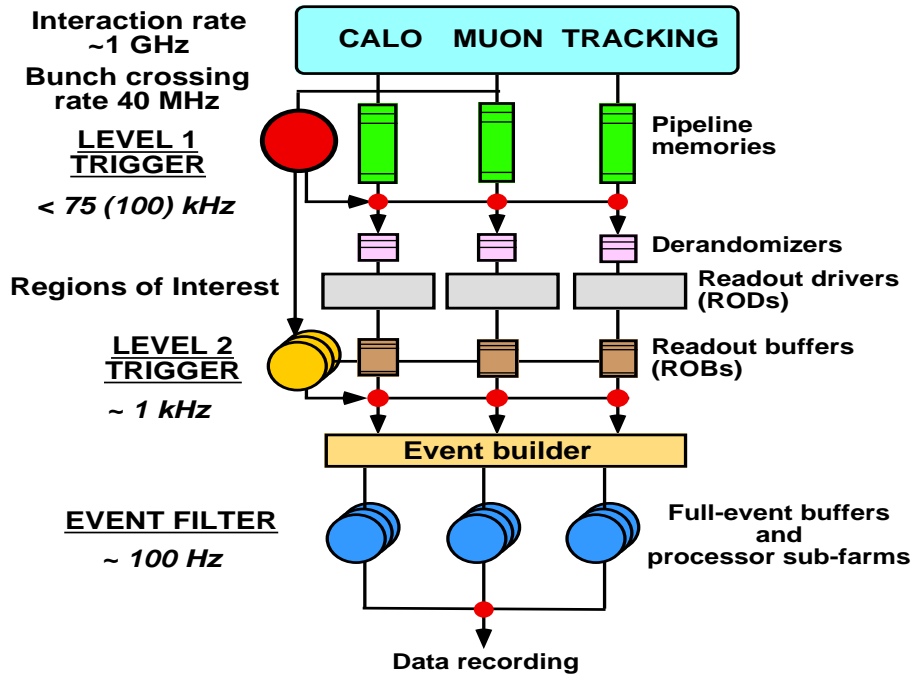 Interaction rate
~1 GHz
CALO MUON TRACKING
Bunch crossing
rate 40 MHz
LEVEL 1
TRIGGER
< 75 (100) kHz
Pipeline
memories
Derandomizers
Regions of Interest
Readout drivers
(RODs)
LEVEL 2
TRIGGER
~ 1 kHz
Readout buffers
(ROBs)
Event builder
EVENT FILTER
~ 100 Hz
Full-event buffers
and
processor sub-farms
Data recording